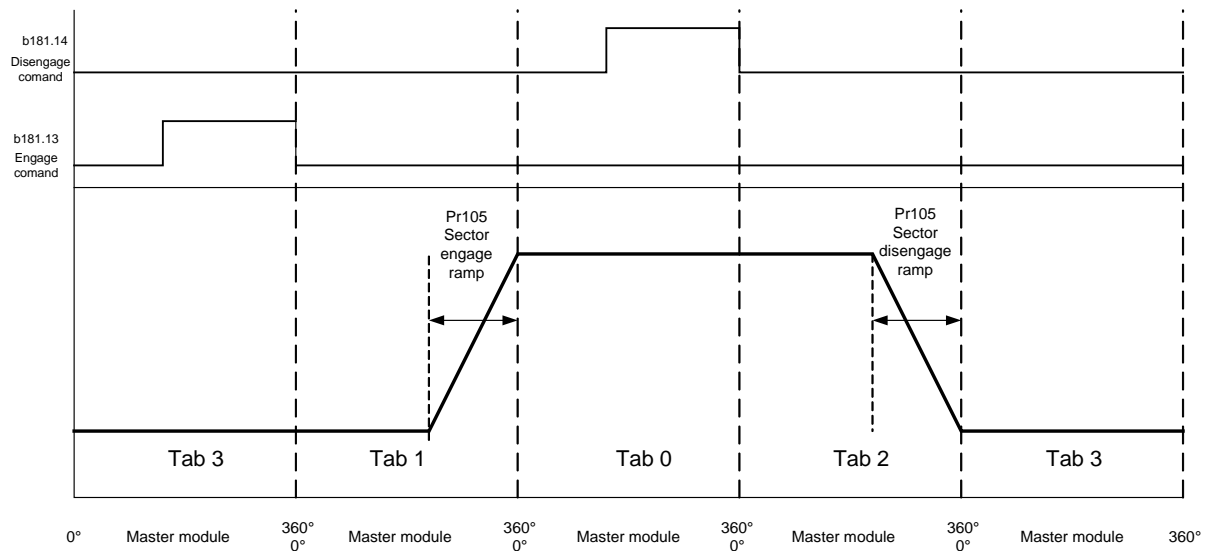 b181.14
Disengage
comand
b181.13
Engage
comand
Pr105
Sector
engage
ramp
Pr105
Sector
disengage
ramp
Tab 3
Tab 1
Tab 0
Tab 2
Tab 3
0°
Master module
360°
0°
Master module
360°
0°
Master module
360°
0°
Master module
360°
0°
Master module
360°